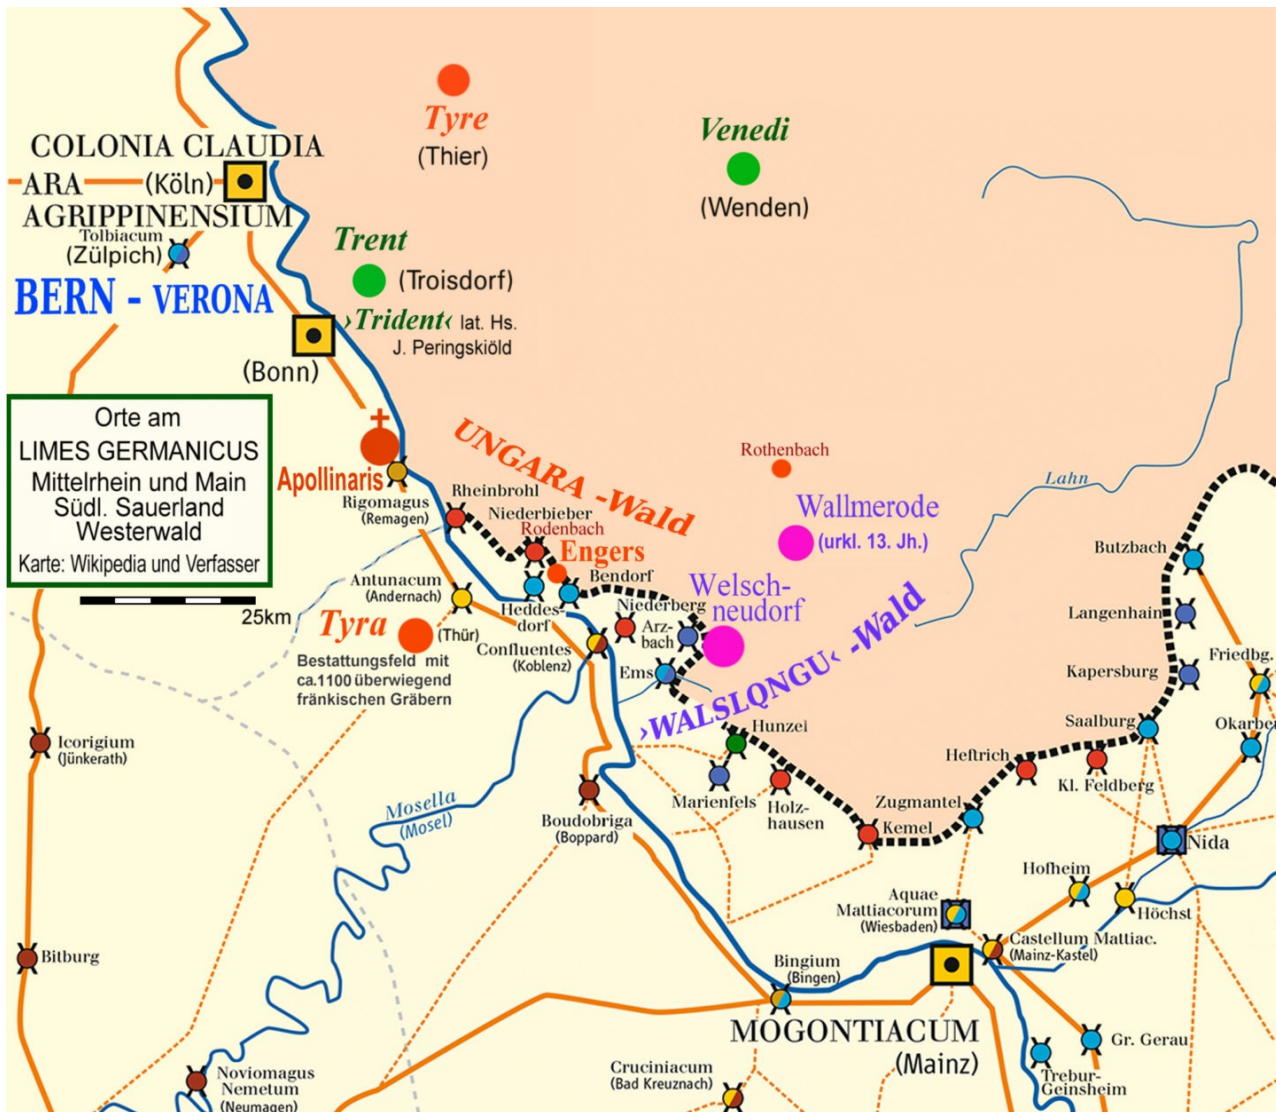 Tyre
(Thier)
Venedi
(Wenden)
COLONIA CLAUDIA
ARA
(Köln)
AGRIPPINENSIUM
Tolbiacum
(Zülpich)
BERN - VERONA
Trent
(Troisdorf)
›Trident‹ lat. Hs.
J. Peringskiöld
(Bonn)
Orte am
LIMES GERMANICUS
Mittelrhein und Main
Südl. Sauerland
Westerwald
Karte: Wikipedia und Verfasser
25km
Apollinaris
Rigomagus
(Remagen)
UNGARA -Wald
Rheinbrohl
Niederbieber
Rodenbach
Engers
Bendorf
Rothenbach
Wallmerode
(urkl. 13. Jh.)
Lahn
Welsch-
neudorf
›WALSLQNGU‹ -Wald
Antunacum
(Andernach)
Heddes-
dorf
Niederberg
Arz-
bach
Tyra
(Thür)
Bestattungsfeld mit
ca.1100 überwiegend
fränkischen Gräbern
Confluentes
(Koblenz)
Ems
Butzbach
Langenhain
Kapersburg
Friedbg.
Saalburg
Okarben
Hunzel
Marienfels
Holz-
hausen
Kemel
Zugmantel
Heftrich
Kl. Feldberg
Nida
Icorigium
(Jünkerath)
Mosella
(Mosel)
Boudobriga
(Boppard)
Hofheim
Höchst
Aquae
Mattiacorum
(Wiesbaden)
Castellum Mattiac.
(Mainz-Kastel)
Bitburg
Bingium
(Bingen)
MOGONTIACUM
(Mainz)
Gr. Gerau
Trebur-
Geinsheim
Noviomagus
Nemetum
(Neumagen)
Cruciniacum
(Bad Kreuznach)